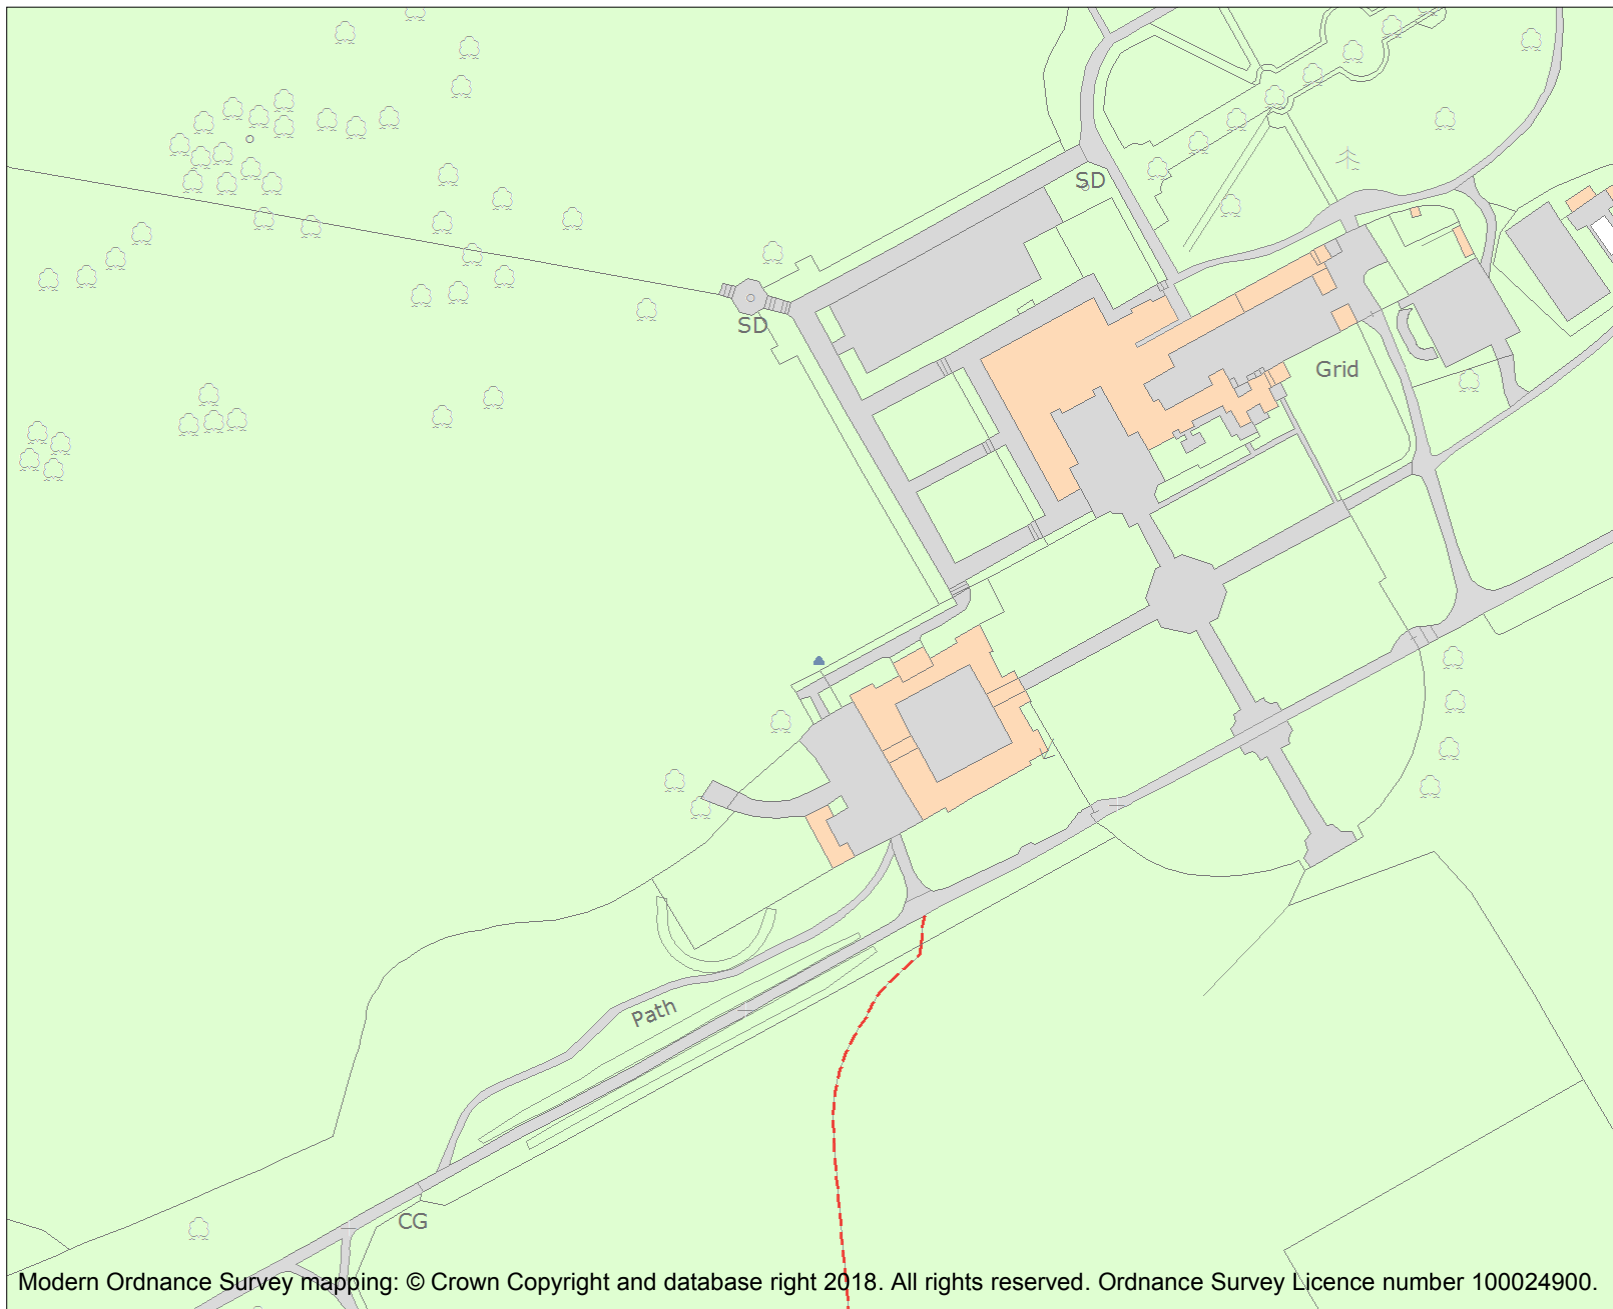 SD
SD
Grid
Path
CG
Modern Ordnance Survey mapping: © Crown Copyright and database right 2018. All rights reserved. Ordnance Survey Licence number 100024900.